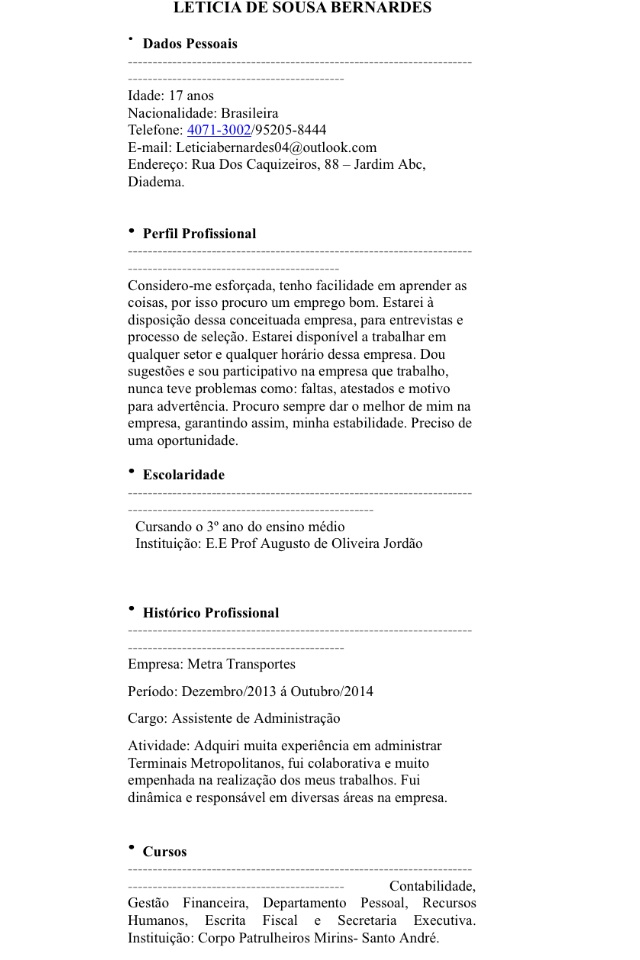 LETICIA DE SOUSA BERNARDES
• Dados Pessoais
----------------------------------------------------------------------
--------------------------------------------
Idade: 17 anos
Nacionalidade: Brasileira
Telefone: 4071-3002/95205-8444
E-mail: Leticiabernardes04@outlook.com
Endereço: Rua Dos Caquizeiros, 88 – Jardim Abc,
Diadema.
• Perfil Profissional
----------------------------------------------------------------------
-------------------------------------------
Considero-me esforçada, tenho facilidade em aprender as
coisas, por isso procuro um emprego bom. Estarei à
disposição dessa conceituada empresa, para entrevistas e
processo de seleção. Estarei disponível a trabalhar em
qualquer setor e qualquer horário dessa empresa. Dou
sugestões e sou participativo na empresa que trabalho,
nunca teve problemas como: faltas, atestados e motivo
para advertência. Procuro sempre dar o melhor de mim na
empresa, garantindo assim, minha estabilidade. Preciso de
uma oportunidade.
• Escolaridade
----------------------------------------------------------------------
--------------------------------------------------
Cursando o 3º ano do ensino médio
Instituição: E.E Prof Augusto de Oliveira Jordão
• Histórico Profissional
----------------------------------------------------------------------
--------------------------------------------
Empresa: Metra Transportes
Período: Dezembro/2013 á Outubro/2014
Cargo: Assistente de Administração
Atividade: Adquiri muita experiência em administrar
Terminais Metropolitanos, fui colaborativa e muito
empenhada na realização dos meus trabalhos. Fui
dinâmica e responsável em diversas áreas na empresa.
• Cursos
----------------------------------------------------------------------
-------------------------------------------- Contabilidade,
Gestão Financeira, Departamento Pessoal, Recursos
Humanos, Escrita Fiscal e Secretaria Executiva.
Instituição: Corpo Patrulheiros Mirins- Santo André.